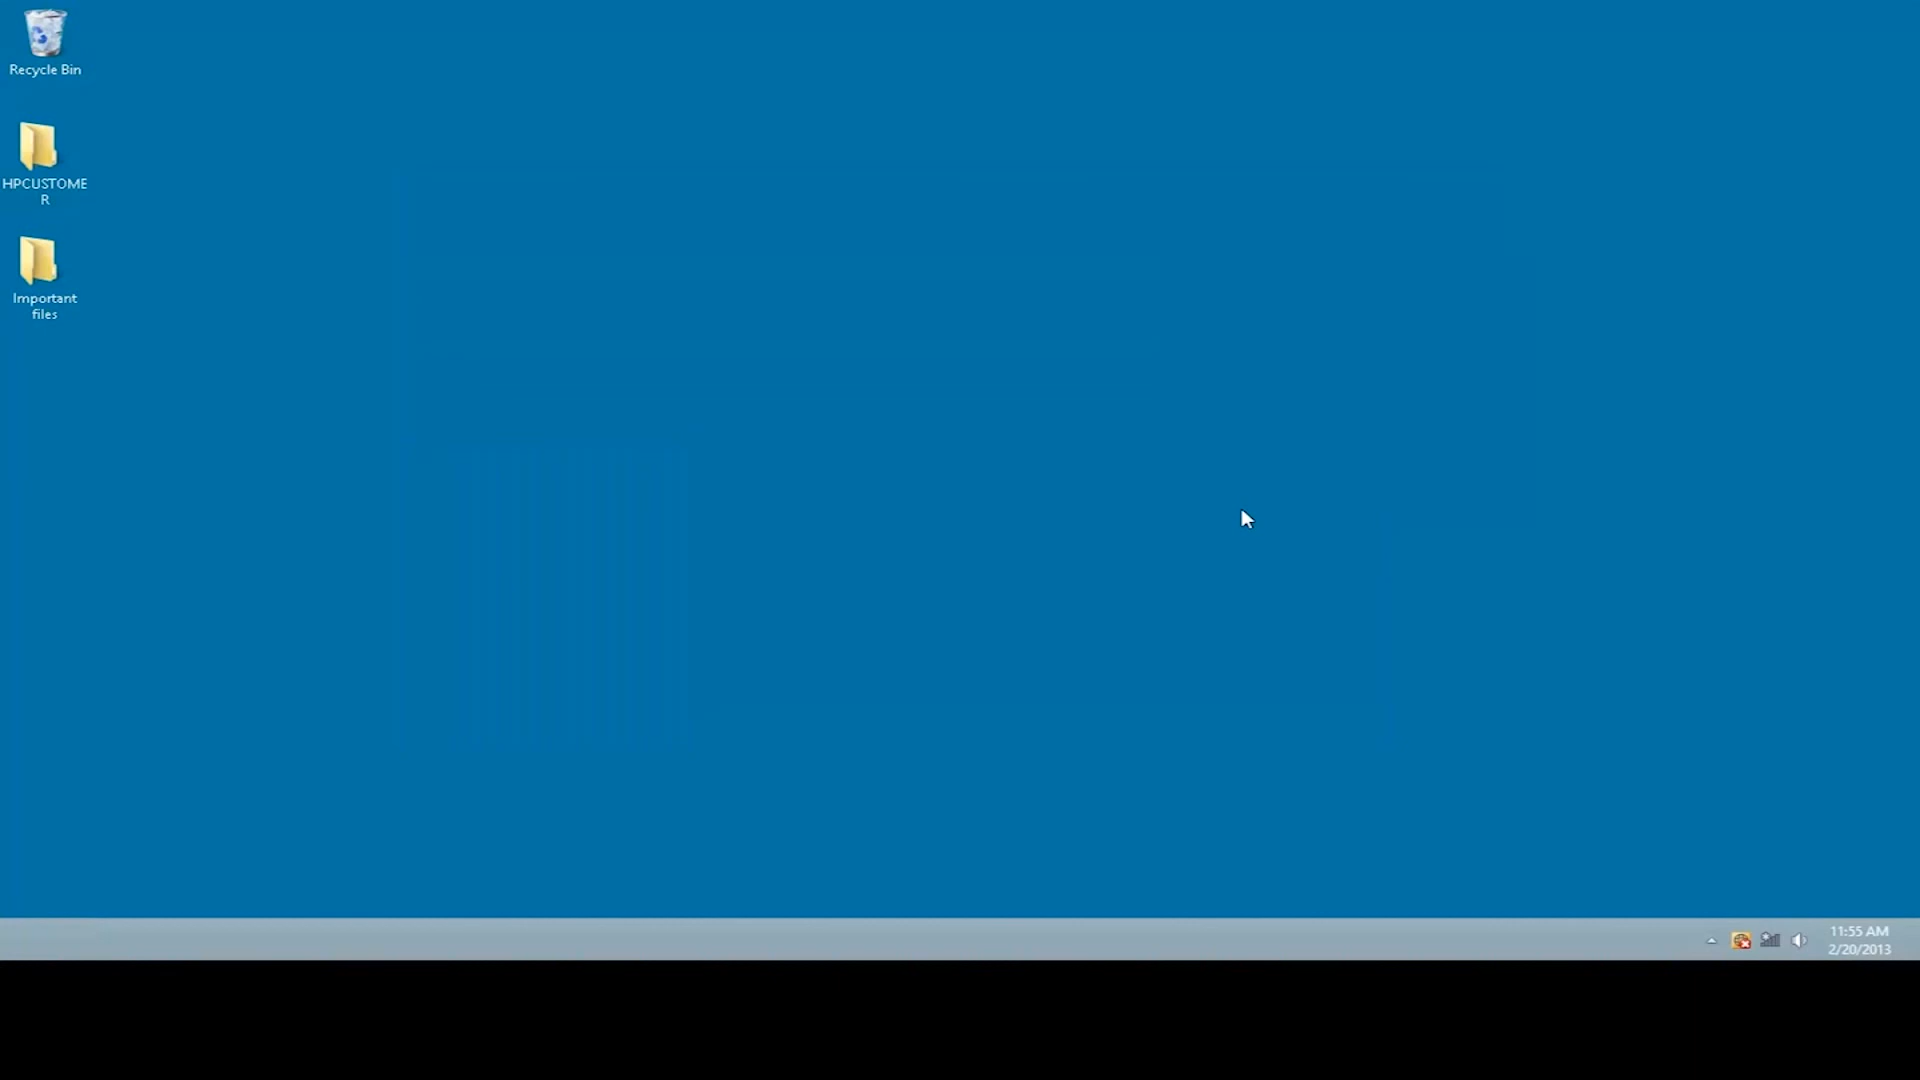 Recycle Bin
HPCUSTOME
R
Important
files
11:55 AM
2/20/2013